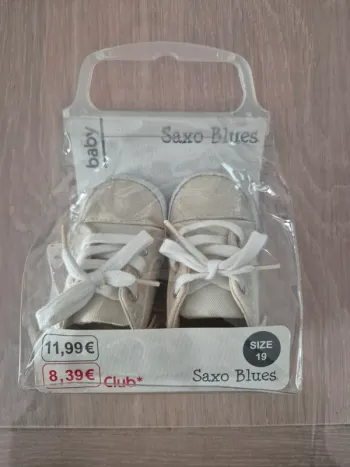 baby
Saxo Blues
11,99€
8,39€ Club*
SIZE
19
Saxo Blues